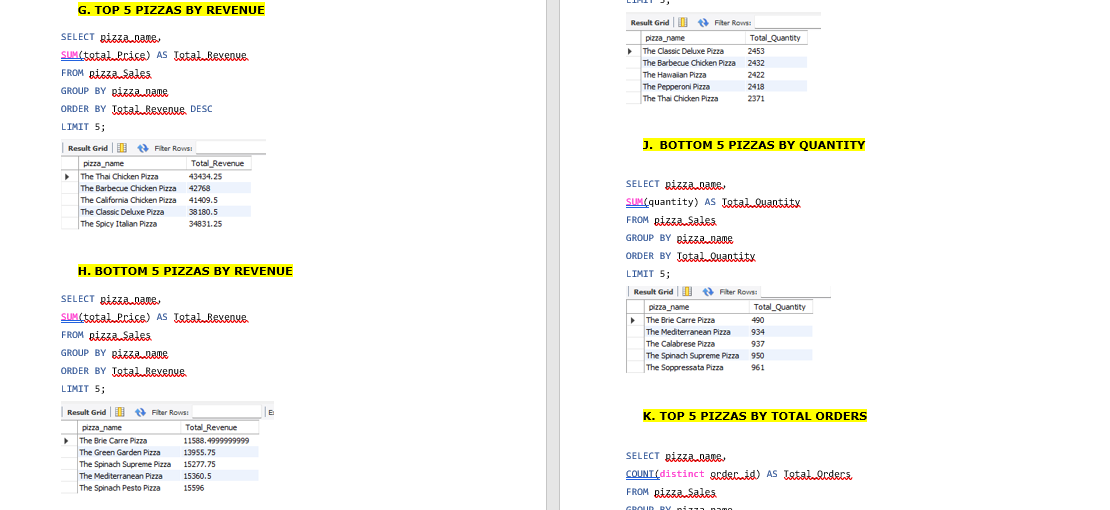 G. TOP 5 PIZZAS BY REVENUE
SELECT pizza_name,
SUM(total_Price) AS Total_Revenue
FROM pizza_Sales
GROUP BY pizza_name
ORDER BY Total_Revenue DESC
LIMIT 5;
Result Grid Filter Rows:
pizza_name Total_Revenue
The Thai Chicken Pizza 43434.25
The Barbecue Chicken Pizza 42768
The California Chicken Pizza 41409.5
The Classic Deluxe Pizza 38180.5
The Spicy Italian Pizza 34831.25
H. BOTTOM 5 PIZZAS BY REVENUE
SELECT pizza_name,
SUM(total_Price) AS Total_Revenue
FROM pizza_Sales
GROUP BY pizza_name
ORDER BY Total_Revenue
LIMIT 5;
Result Grid Filter Rows:
pizza_name Total_Revenue
The Brie Carre Pizza 11588.4999999999
The Green Garden Pizza 13955.75
The Spinach Supreme Pizza 15277.75
The Mediterranean Pizza 15360.5
The Spinach Pesto Pizza 15596
LIMIT 5;
Result Grid Filter Rows:
pizza_name Total_Quantity
The Classic Deluxe Pizza 2453
The Barbecue Chicken Pizza 2432
The Hawaiian Pizza 2422
The Pepperoni Pizza 2418
The Thai Chicken Pizza 2371
J. BOTTOM 5 PIZZAS BY QUANTITY
SELECT pizza_name,
SUM(quantity) AS Total_Quantity
FROM pizza_Sales
GROUP BY pizza_name
ORDER BY Total_Quantity
LIMIT 5;
Result Grid Filter Rows:
pizza_name Total_Quantity
The Brie Carre Pizza 490
The Mediterranean Pizza 934
The Calabrese Pizza 937
The Spinach Supreme Pizza 950
The Soppressata Pizza 961
K. TOP 5 PIZZAS BY TOTAL ORDERS
SELECT pizza_name,
COUNT(distinct order_id) AS Total_Orders
FROM pizza_Sales
GROUP BY pizza_name